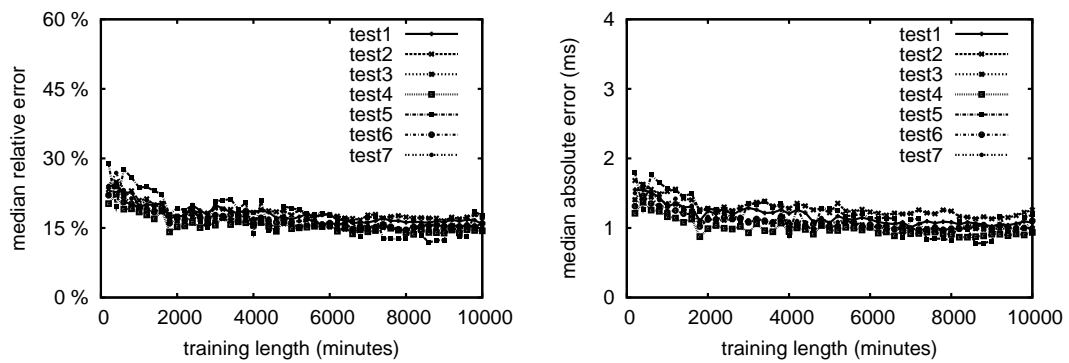 60 %
45 %
30 %
15 %
0 %
median relative error
test1
test2
test3
test4
test5
test6
test7
0 2000 4000 6000 8000 10000
training length (minutes)
4
3
2
1
0
median absolute error (ms)
test1
test2
test3
test4
test5
test6
test7
0 2000 4000 6000 8000 10000
training length (minutes)